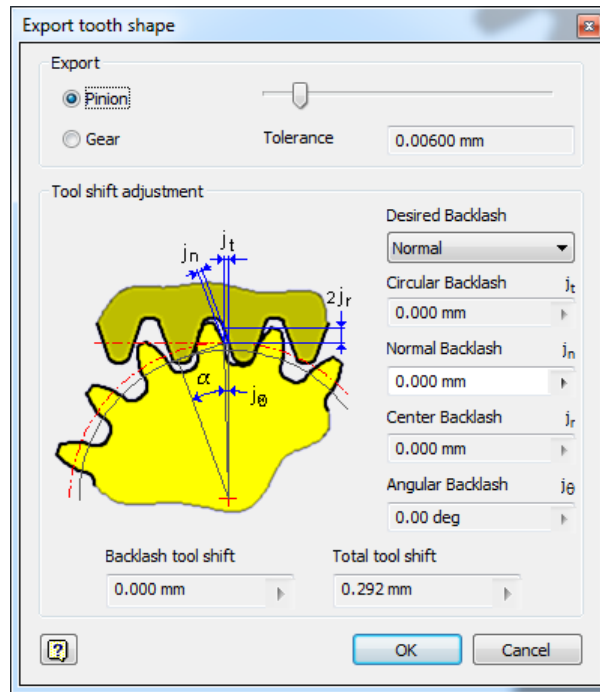 Export tooth shape
Export
Pinion
Gear
Tolerance
0.00600 mm
Tool shift adjustment
jn
jt
2jr
α
jθ
Desired Backlash
Normal
Circular Backlash jt
0.000 mm
Normal Backlash jn
0.000 mm
Center Backlash jr
0.000 mm
Angular Backlash jθ
0.00 deg
Backlash tool shift
0.000 mm
Total tool shift
0.292 mm
?
OK
Cancel